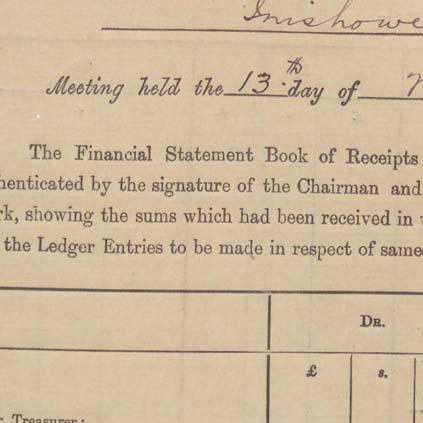 Inishowe
Meeting held the 13.th day of
The Financial Statement Book of Receipts
henticated by the signature of the Chairman and
rk, showing the sums which had been received in
the Ledger Entries to be made in respect of same
DR.
£ s.
Treasurer: